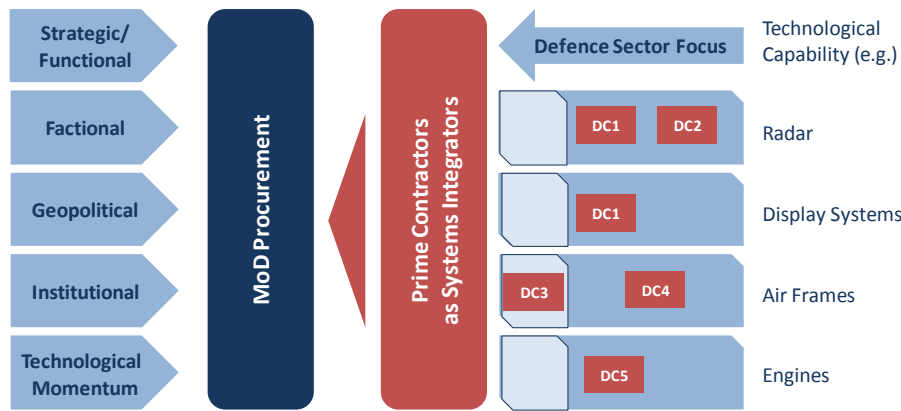 Strategic/
Functional
Factional
Geopolitical
Institutional
Technological
Momentum
MoD Procurement
Prime Contractors
as Systems Integrators
Defence Sector Focus
Technological
Capability (e.g.)
DC1
DC2
Radar
DC1
Display Systems
DC3
DC4
Air Frames
DC5
Engines